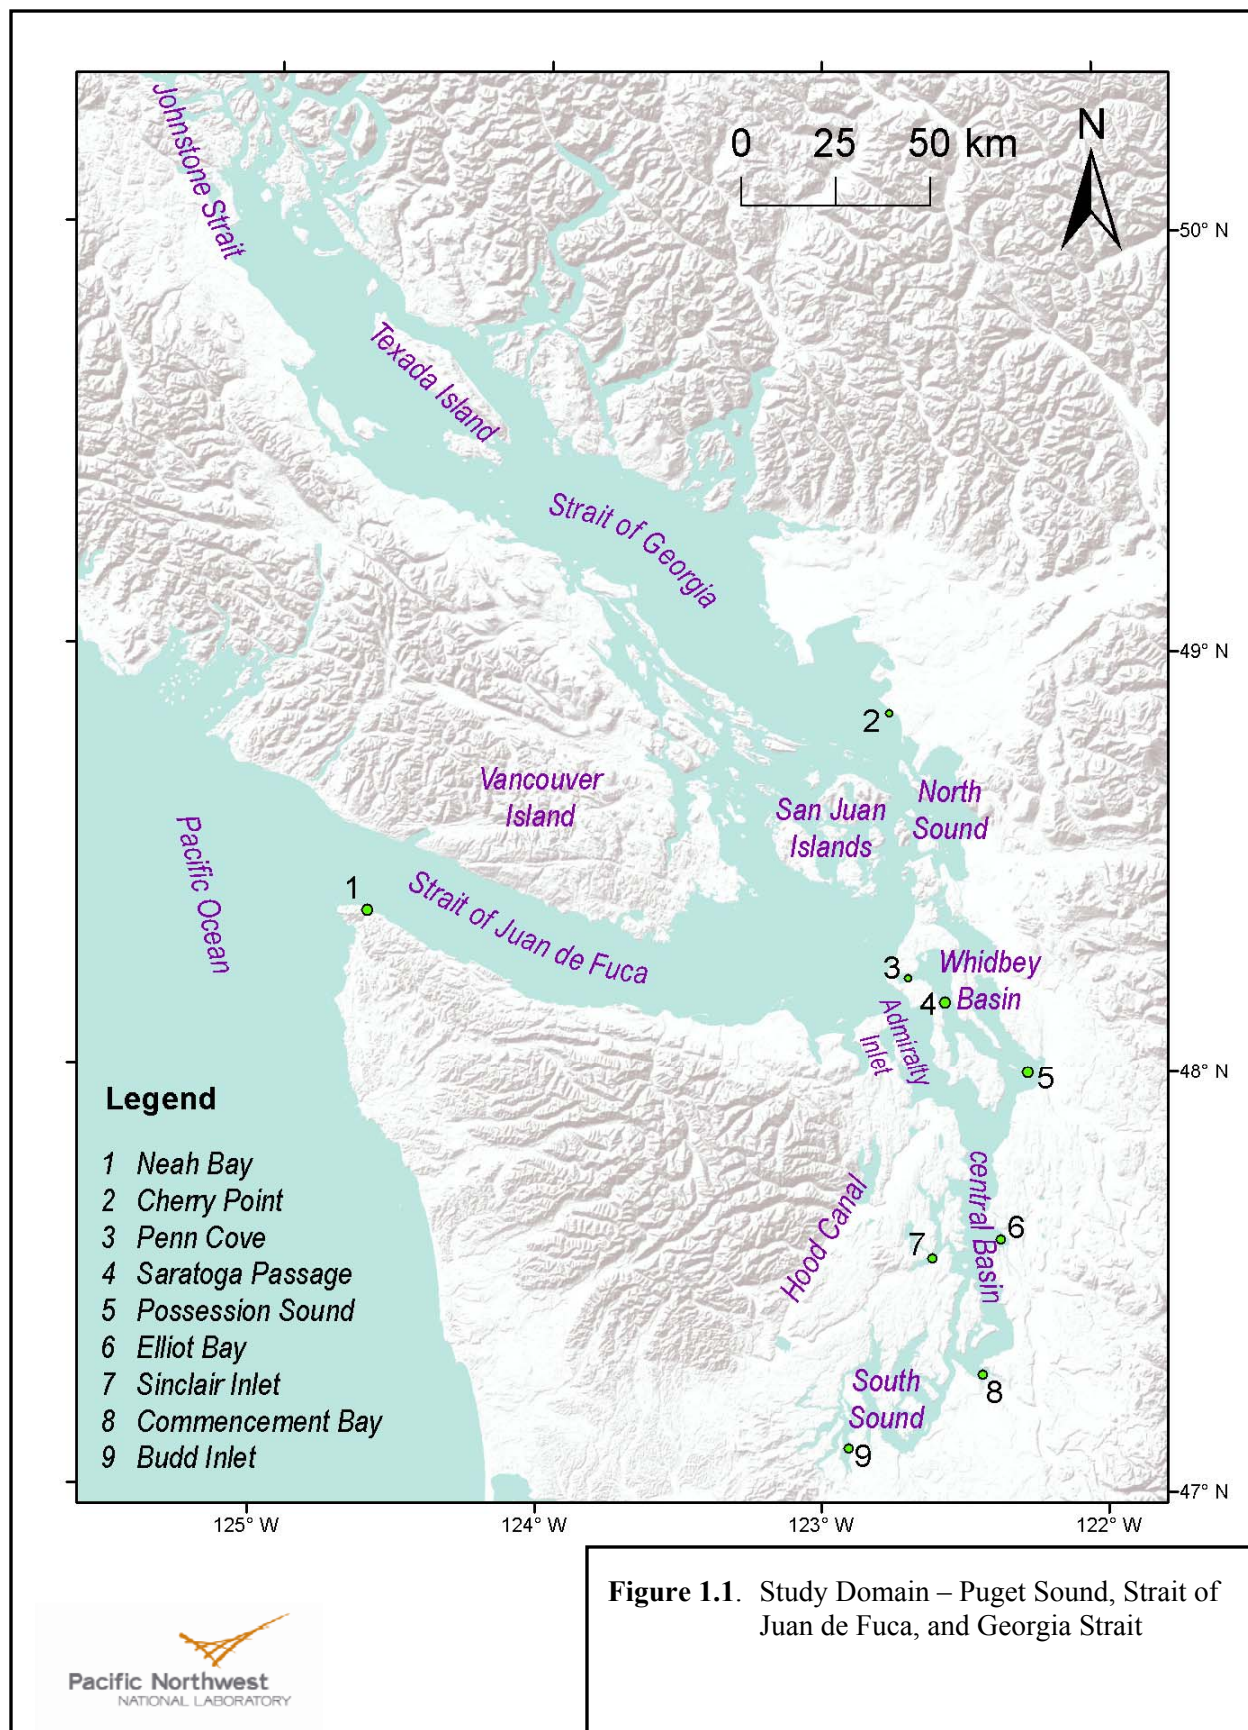 Johnstone Strait
0 25 50 km
N
50° N
Texada Island
Strait of Georgia
49° N
2
Vancouver
Island
San Juan
Islands
North
Sound
Pacific Ocean
1
Strait of Juan de Fuca
3
Whidbey
Basin
4
Admiralty
Inlet
5
48° N
Legend
1 Neah Bay
2 Cherry Point
3 Penn Cove
4 Saratoga Passage
5 Possession Sound
6 Elliot Bay
7 Sinclair Inlet
8 Commencement Bay
9 Budd Inlet
Hood Canal
central Basin
6
7
8
South
Sound
9
47° N
125° W
124° W
123° W
122° W
Figure 1.1. Study Domain – Puget Sound, Strait of
Juan de Fuca, and Georgia Strait
Pacific Northwest
NATIONAL LABORATORY